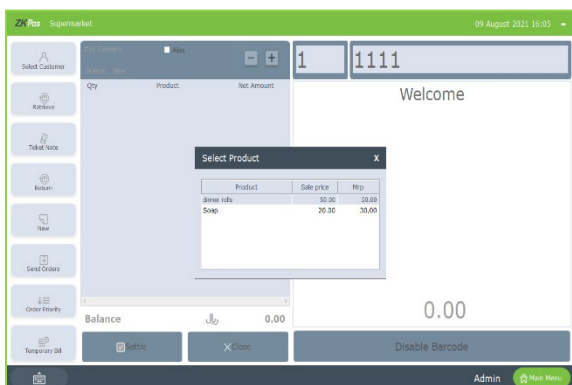 ZKPos Supermarket
09 August 2021 16:05
Select Customer
Retrieve
Ticket Note
Return
New
Send Orders
Order Priority
Temporary Bill
Status New
1
1111
Qty Product Net Amount
Welcome
Select Product X
Product Sale price Mrp
dinner rolls 50.00 50.00
Soap 20.00 30.00
Balance 0.00
0.00
Settle
Close
Disable Barcode
Admin
Main Menu